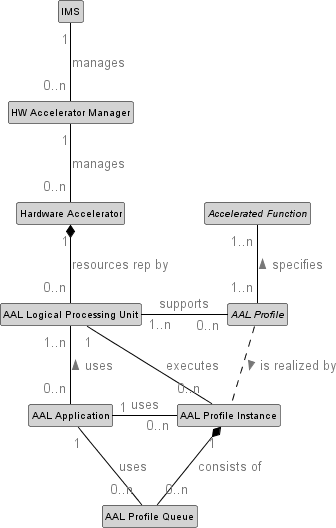 IMS
1
manages
0..n
HW Accelerator Manager
1
manages
0..n
Hardware Accelerator
Accelerated Function
1
1..n
resources rep by
specifies
0..n
1..n
AAL Logical Processing Unit
supports
AAL Profile
1..n
0..n
1..n
1
uses
executes
is realized by
0..n
0..n
AAL Application
1
uses
0..n
AAL Profile Instance
1
1
uses
consists of
0..n
0..n
AAL Profile Queue